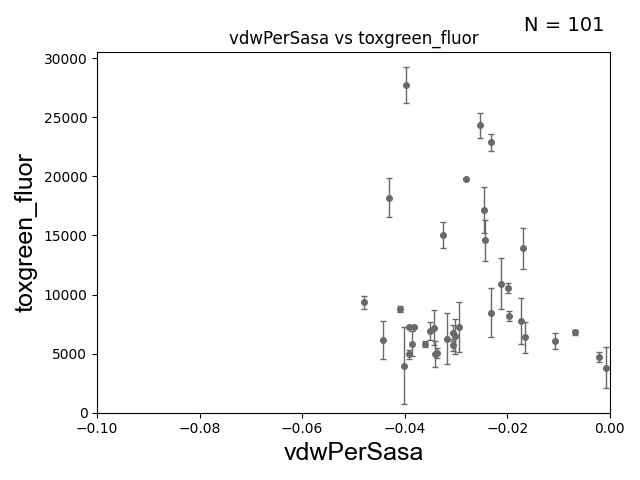 N = 101
vdwPerSasa vs toxgreen_fluor
30000
25000
20000
15000
10000
5000
0
toxgreen_fluor
−0.10 −0.08 −0.06 −0.04 −0.02 0.00
vdwPerSasa